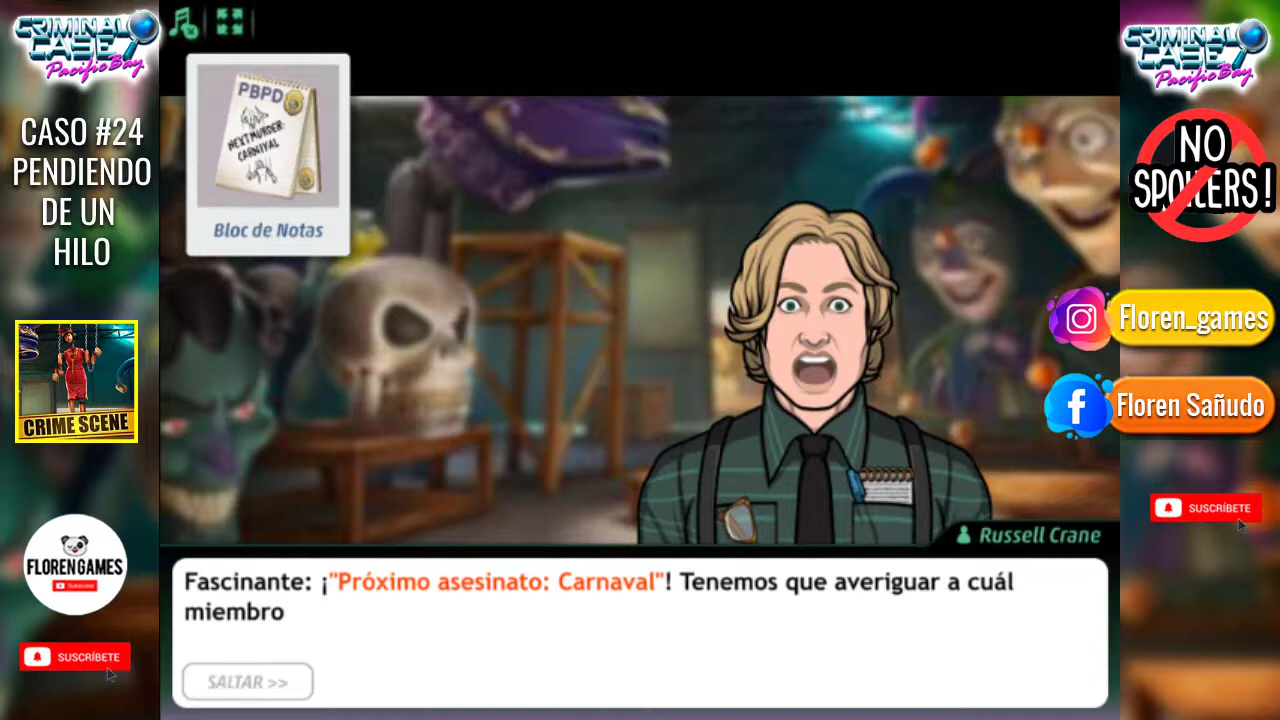 CRIMINAL
CASE
Pacific Bay
CASO #24
PENDIENDO
DE UN
HILO
CRIME SCENE
FLOREN GAMES
Subscribe
SUSCRÍBETE
PBPD
NEXT MURDER:
CARNIVAL
Bloc de Notas
Russell Crane
Fascinante: ¡"Próximo asesinato: Carnaval"! Tenemos que averiguar a cuál
miembro
SALTAR >>
CRIMINAL
CASE
Pacific Bay
NO
SPOILERS!
Floren_games
Floren Sañudo
SUSCRÍBETE